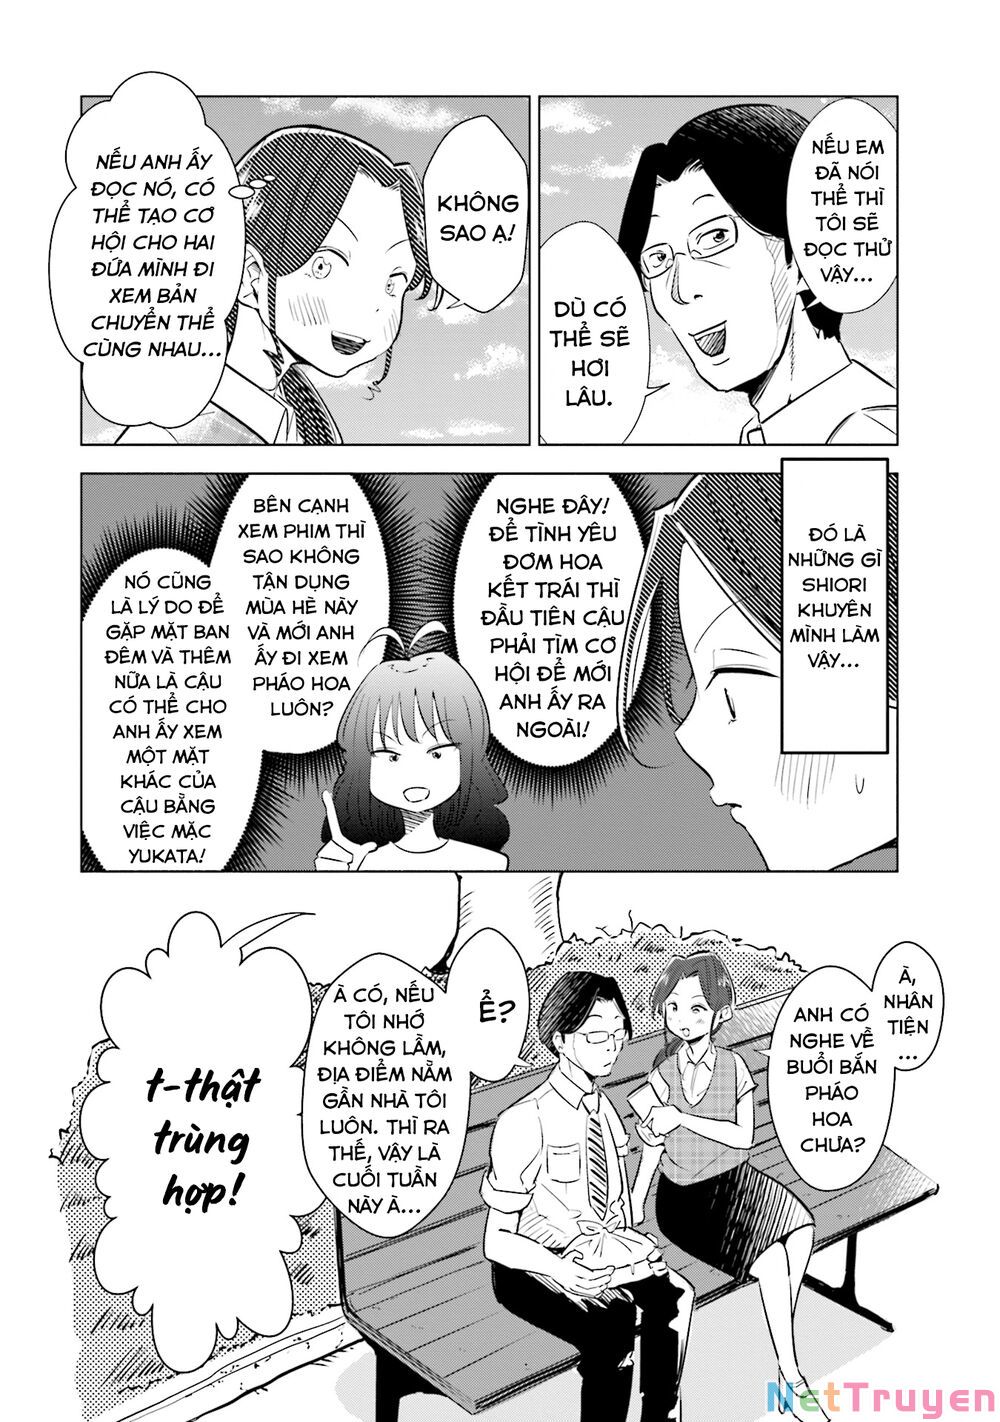 NẾU EM
ĐÃ NÓI
THẾ THÌ
TÔI SẼ
ĐỌC THỬ
VẬY...
DÙ CÓ
THỂ SẼ
HƠI
LÂU.
KHÔNG
SAO Ạ!
NẾU ANH ẤY
ĐỌC NÓ, CÓ
THỂ TẠO CƠ
HỘI CHO HAI
ĐỨA MÌNH ĐI
XEM BẢN
CHUYỂN THỂ
CÙNG NHAU...
ĐÓ LÀ
NHỮNG GÌ
SHIORI
KHUYÊN
MÌNH LÀM
VẬY...
NGHE ĐÂY!
ĐỂ TÌNH YÊU
ĐƠM HOA
KẾT TRÁI THÌ
ĐẦU TIÊN CẬU
PHẢI TÌM CƠ
HỘI ĐỂ MỜI
ANH ẤY RA
NGOÀI!
BÊN CẠNH
XEM PHIM THÌ
SAO KHÔNG
TẬN DỤNG
MÙA HÈ NÀY
VÀ MỜI ANH
ẤY ĐI XEM
PHÁO HOA
LUÔN?
NÓ CŨNG
LÀ LÝ DO ĐỂ
GẶP MẶT BAN
ĐÊM VÀ THÊM
NỮA LÀ CẬU
CÓ THỂ CHO
ANH ẤY XEM
MỘT MẶT
KHÁC CỦA
CẬU BẰNG
VIỆC MẶC
YUKATA!
À,
NHÂN
TIỆN
...
ANH CÓ
NGHE VỀ
BUỔI BẮN
PHÁO
HOA
CHƯA?
Ể?
À CÓ, NẾU
TÔI NHỚ
KHÔNG LẦM,
ĐỊA ĐIỂM NẰM
GẦN NHÀ TÔI
LUÔN. THÌ RA
THẾ, VẬY LÀ
CUỐI TUẦN
NÀY À...
t-thật
trùng
hợp!
NetTruyen